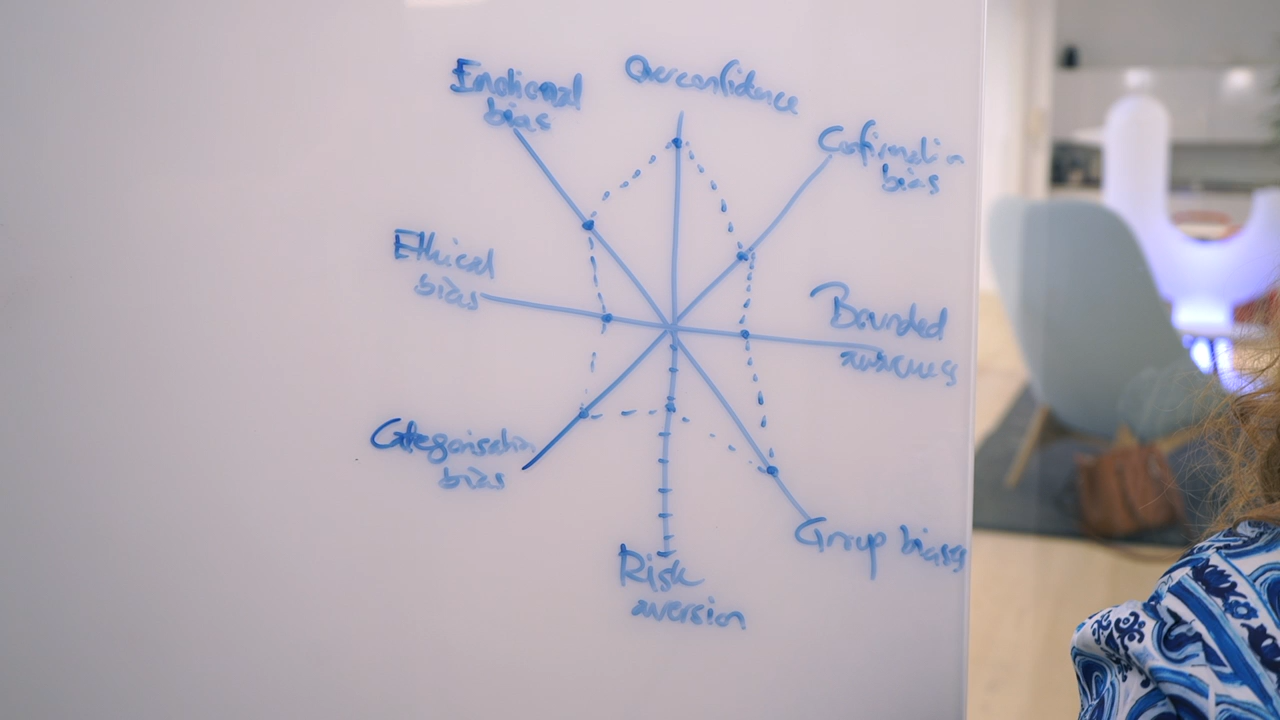 Emotional
bias
Overconfidence
Confirmation
bias
Ethical
bias
Bounded
awareness
Categorisation
bias
Group biases
Risk
aversion